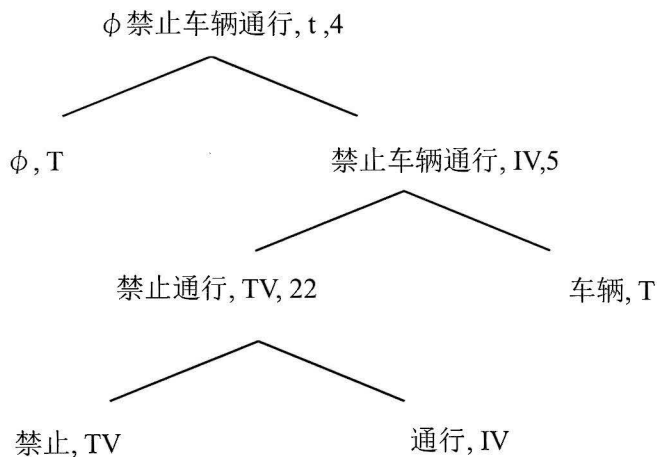 ϕ禁止车辆通行, t ,4
ϕ, T
禁止车辆通行, IV,5
禁止通行, TV, 22
车辆, T
禁止, TV
通行, IV